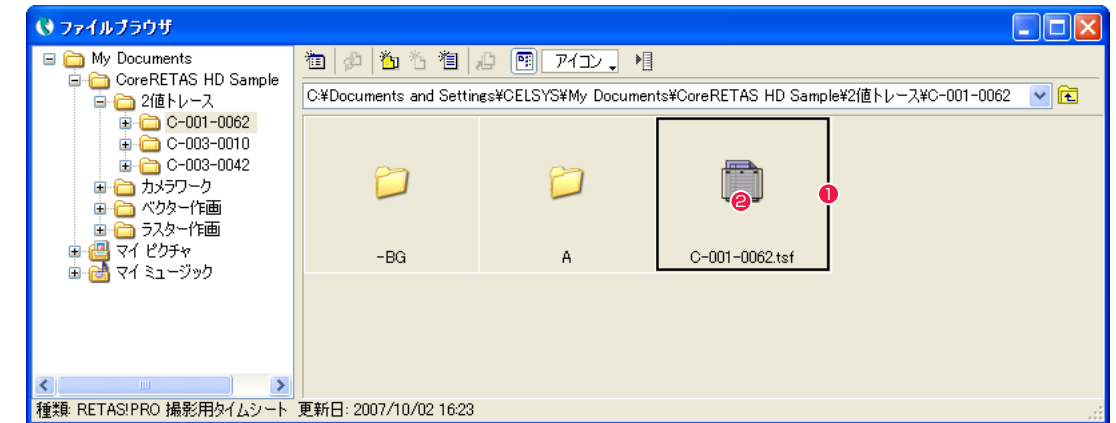 ファイルブラウザ
My Documents
CoreRETAS HD Sample
2値トレース
C-001-0062
C-003-0010
C-003-0042
カメラワーク
ベクター作画
ラスター作画
マイ ピクチャ
マイ ミュージック
アイコン
C:¥Documents and Settings¥CELSYS¥My Documents¥CoreRETAS HD Sample¥2値トレース¥C-001-0062
-BG
A
C-001-0062.tsf
❶
❷
種類: RETAS!PRO 撮影用タイムシート 更新日: 2007/10/02 16:23